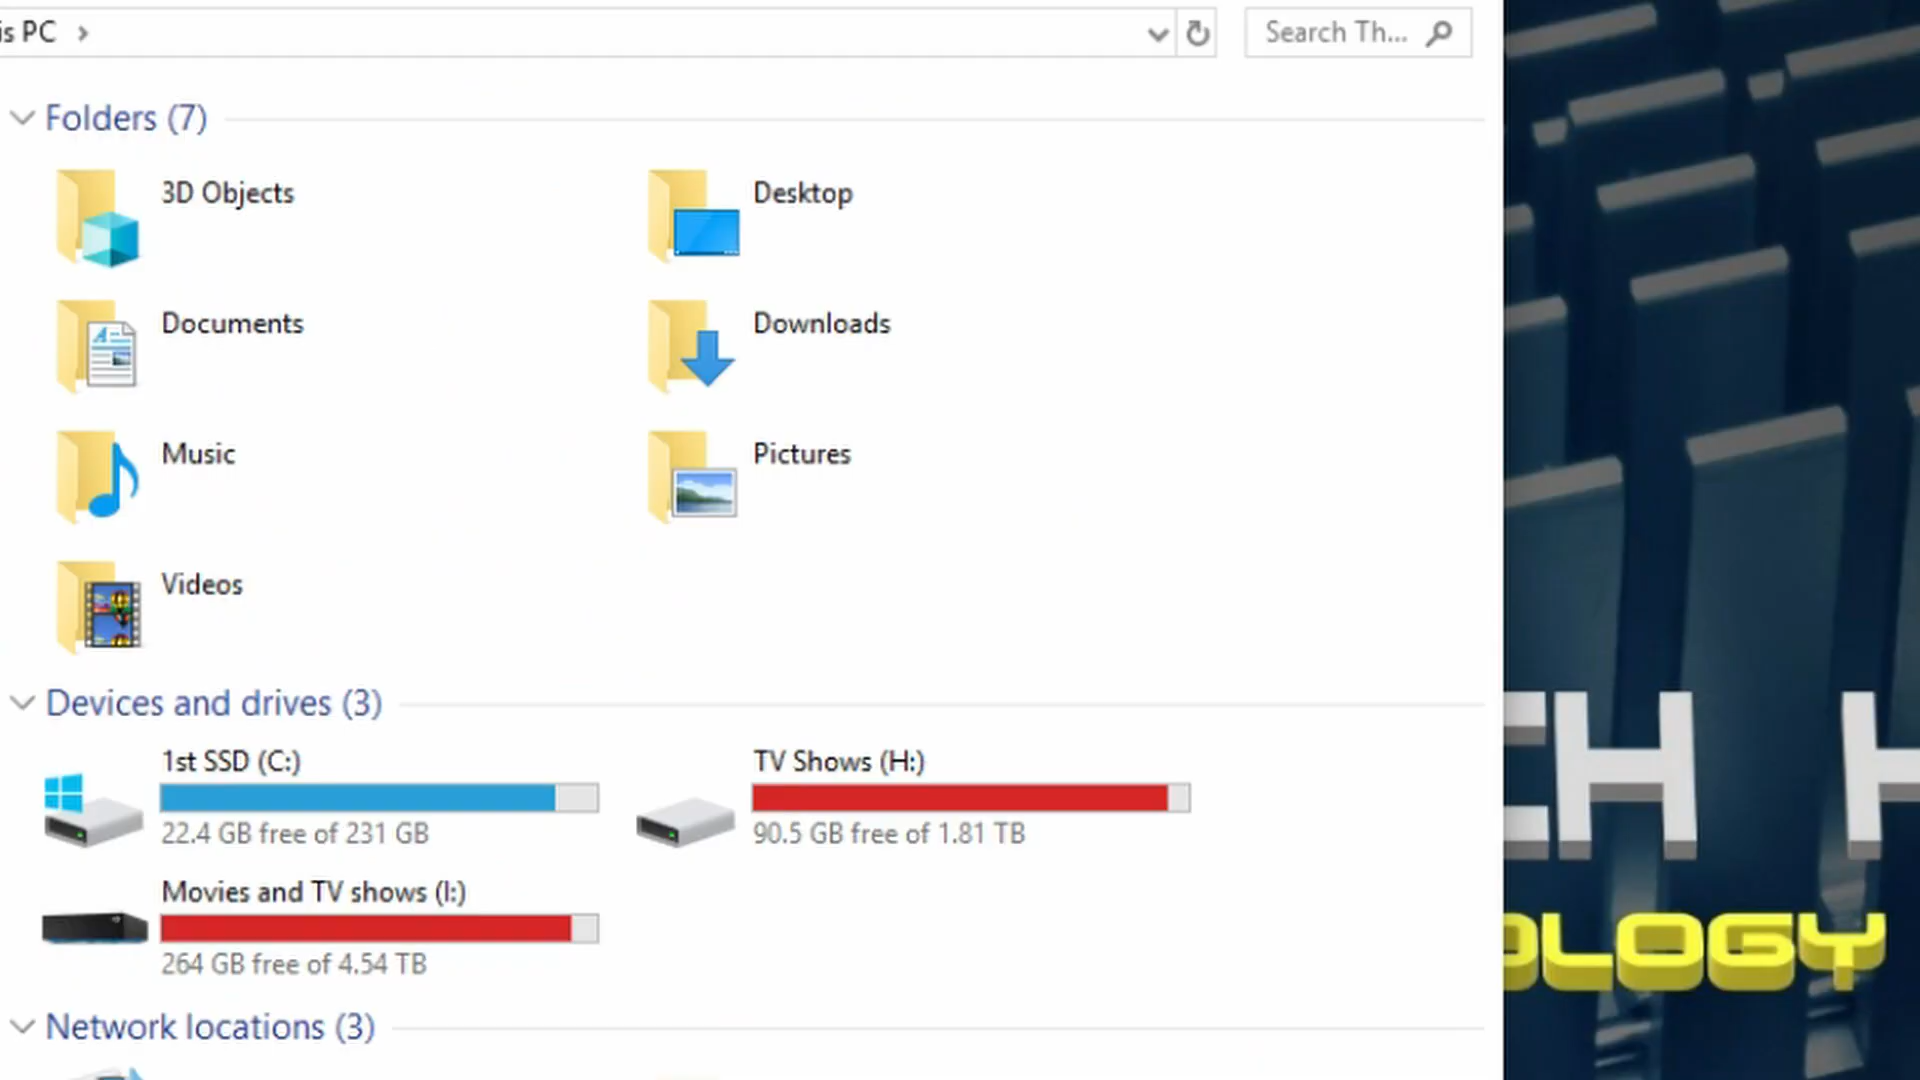 is PC
Search Th...
Folders (7)
3D Objects
Desktop
Documents
Downloads
Music
Pictures
Videos
Devices and drives (3)
1st SSD (C:)
22.4 GB free of 231 GB
TV Shows (H:)
90.5 GB free of 1.81 TB
Movies and TV shows (I:)
264 GB free of 4.54 TB
Network locations (3)
CH H
OLOGY